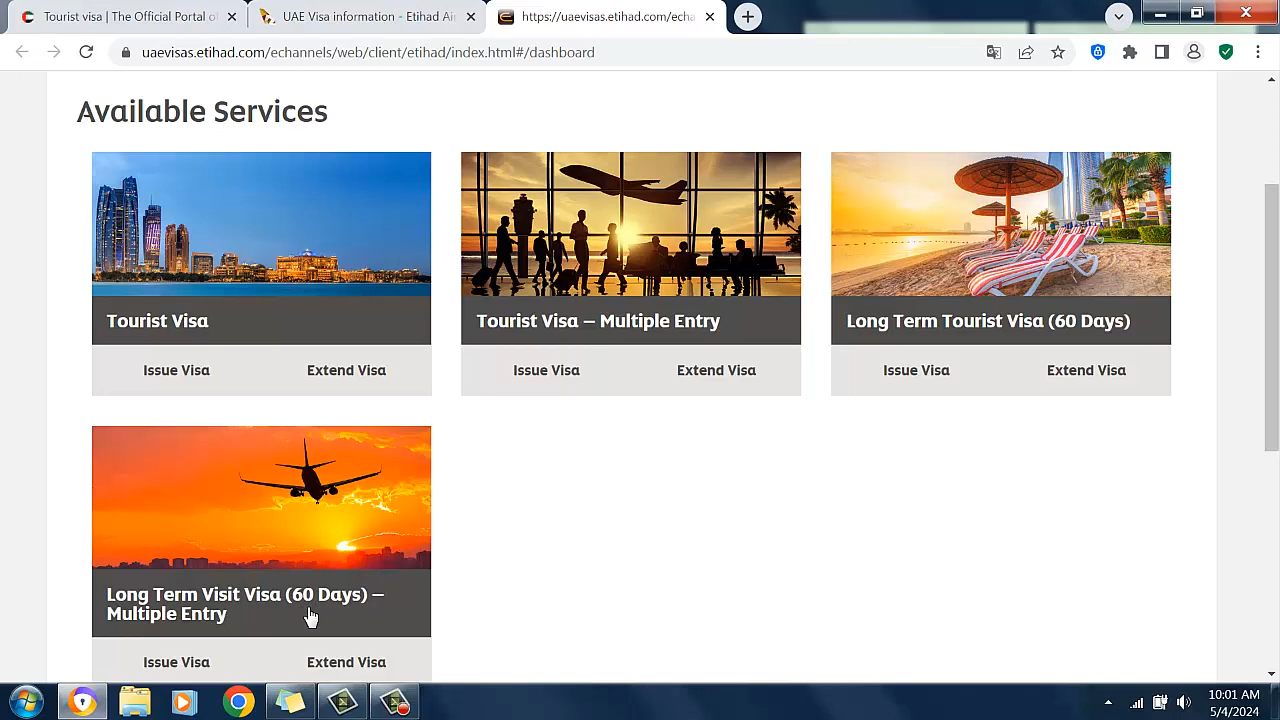 Tourist visa | The Official Portal of
UAE Visa information - Etihad Ai
https://uaevisas.etihad.com/echa
uaevisas.etihad.com/echannels/web/client/etihad/index.html#/dashboard
Available Services
Tourist Visa
Issue Visa
Extend Visa
Tourist Visa – Multiple Entry
Issue Visa
Extend Visa
Long Term Tourist Visa (60 Days)
Issue Visa
Extend Visa
Long Term Visit Visa (60 Days) –
Multiple Entry
Issue Visa
Extend Visa
10:01 AM
5/4/2024